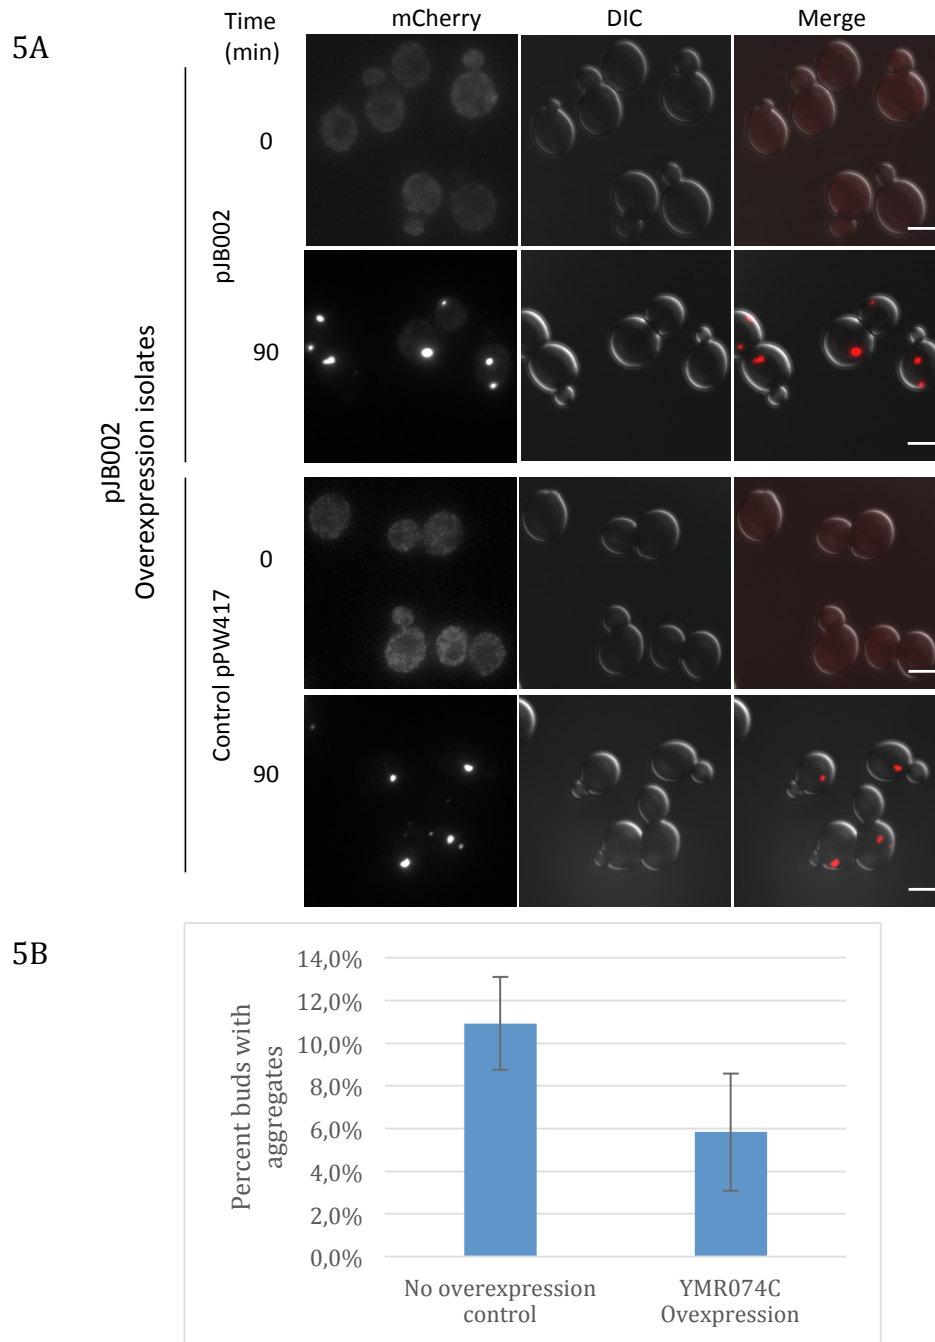 5A
Time
(min)
mCherry
DIC
Merge
pJB002
Overexpression isolates
pJB002
0
90
Control pPW417
0
90
5B
Percent buds with
aggregates
14,0%
12,0%
10,0%
8,0%
6,0%
4,0%
2,0%
0,0%
No overexpression
control
YMR074C
Ovexpression